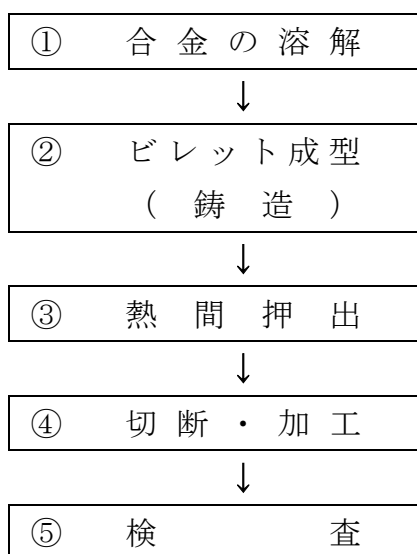 ① 合金の溶解
↓
② ビレット成型
(鋳造)
↓
③ 熱間押出
↓
④ 切断・加工
↓
⑤ 検査